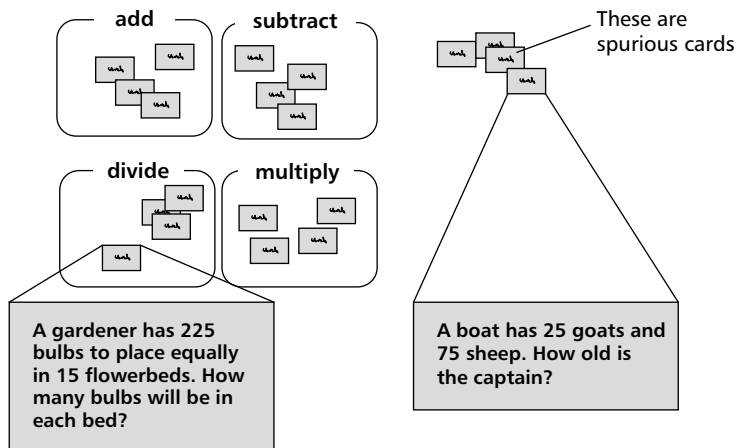 add
subtract
These are
spurious cards
divide
multiply
A gardener has 225
bulbs to place equally
in 15 flowerbeds. How
many bulbs will be in
each bed?
A boat has 25 goats and
75 sheep. How old is
the captain?